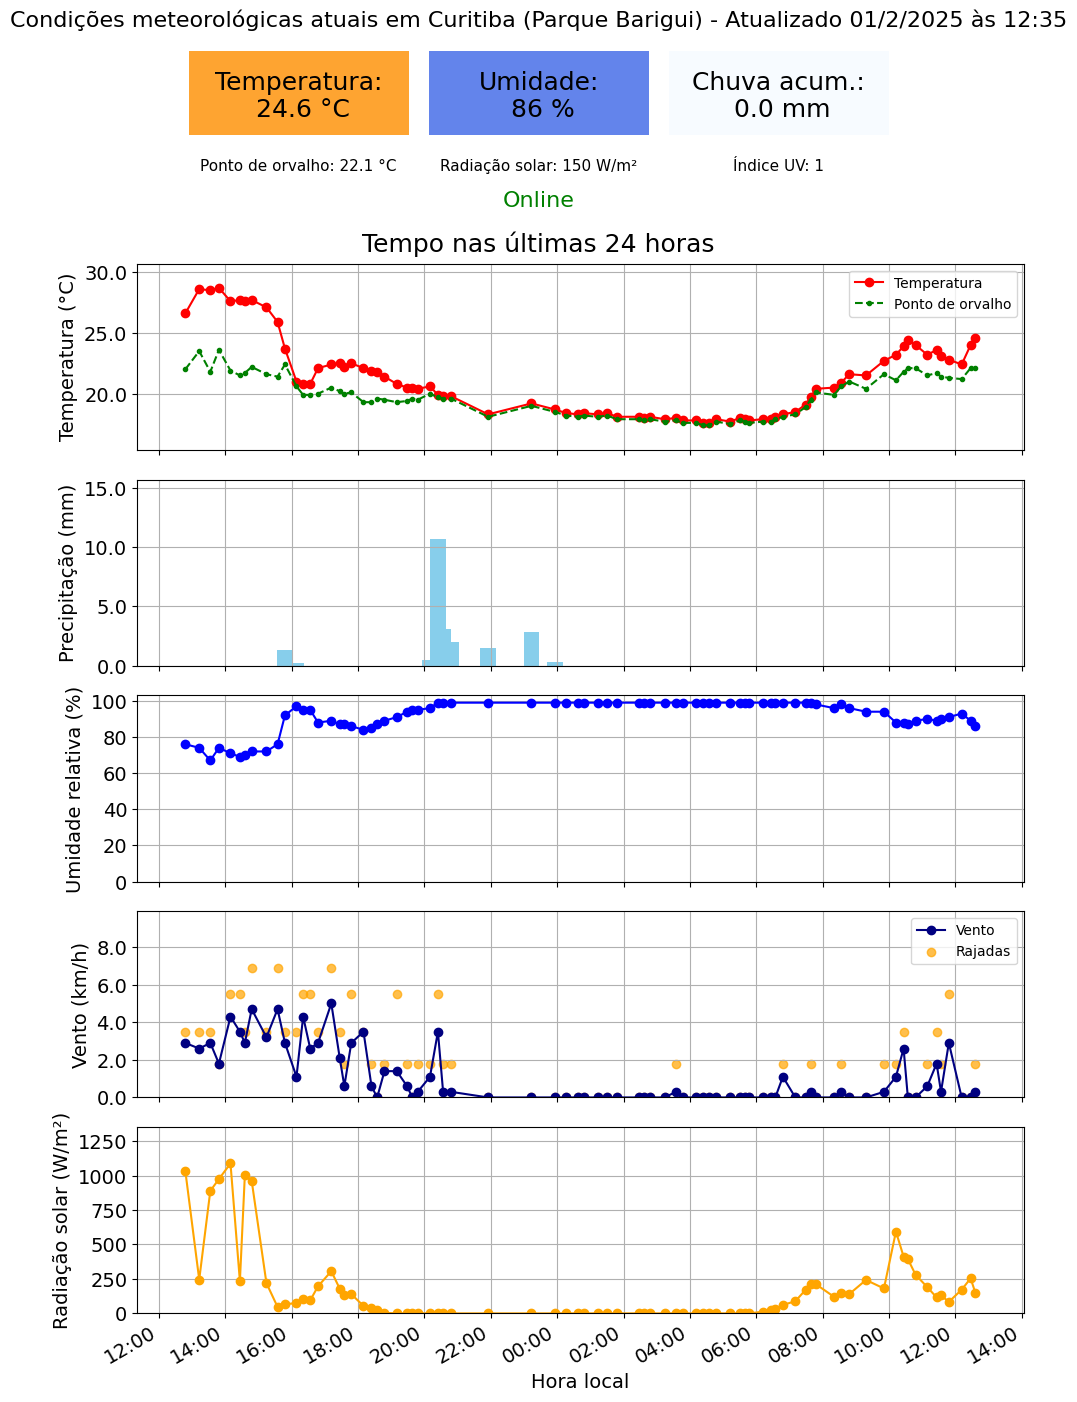 Condições meteorológicas atuais em Curitiba (Parque Barigui) - Atualizado 01/2/2025 às 12:35
Temperatura:
24.6 °C
Umidade:
86 %
Chuva acum.:
0.0 mm
Ponto de orvalho: 22.1 °C
Radiação solar: 150 W/m²
Índice UV: 1
Online
Tempo nas últimas 24 horas
Temperatura (°C)
30.0
25.0
20.0
Temperatura
Ponto de orvalho
Precipitação (mm)
15.0
10.0
5.0
0.0
Umidade relativa (%)
100
80
60
40
20
0
Vento (km/h)
8.0
6.0
4.0
2.0
0.0
Vento
Rajadas
Radiação solar (W/m²)
1250
1000
750
500
250
0
12:00
14:00
16:00
18:00
20:00
22:00
00:00
02:00
04:00
06:00
08:00
10:00
12:00
14:00
Hora local